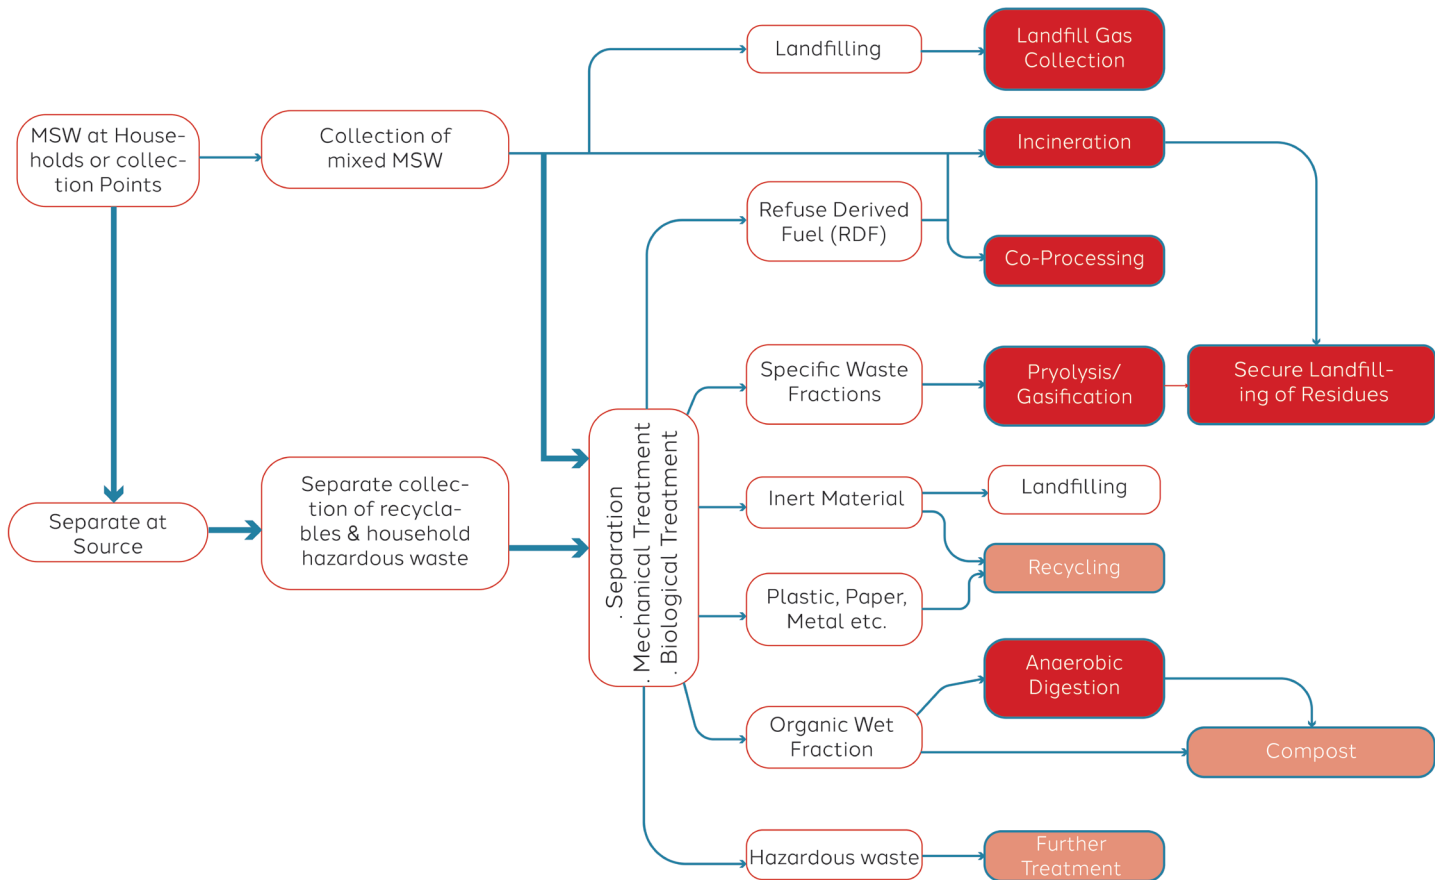 MSW at House-
holds or collec-
tion Points
Collection of
mixed MSW
Landfilling
Landfill Gas
Collection
Incineration
Refuse Derived
Fuel (RDF)
Co-Processing
Specific Waste
Fractions
Pryolysis/
Gasification
Secure Landfill-
ing of Residues
Separate at
Source
Separate collec-
tion of recycla-
bles & household
hazardous waste
. Separation
. Mechanical Treatment
. Biological Treatment
Inert Material
Landfilling
Recycling
Plastic, Paper,
Metal etc.
Anaerobic
Digestion
Organic Wet
Fraction
Compost
Hazardous waste
Further
Treatment